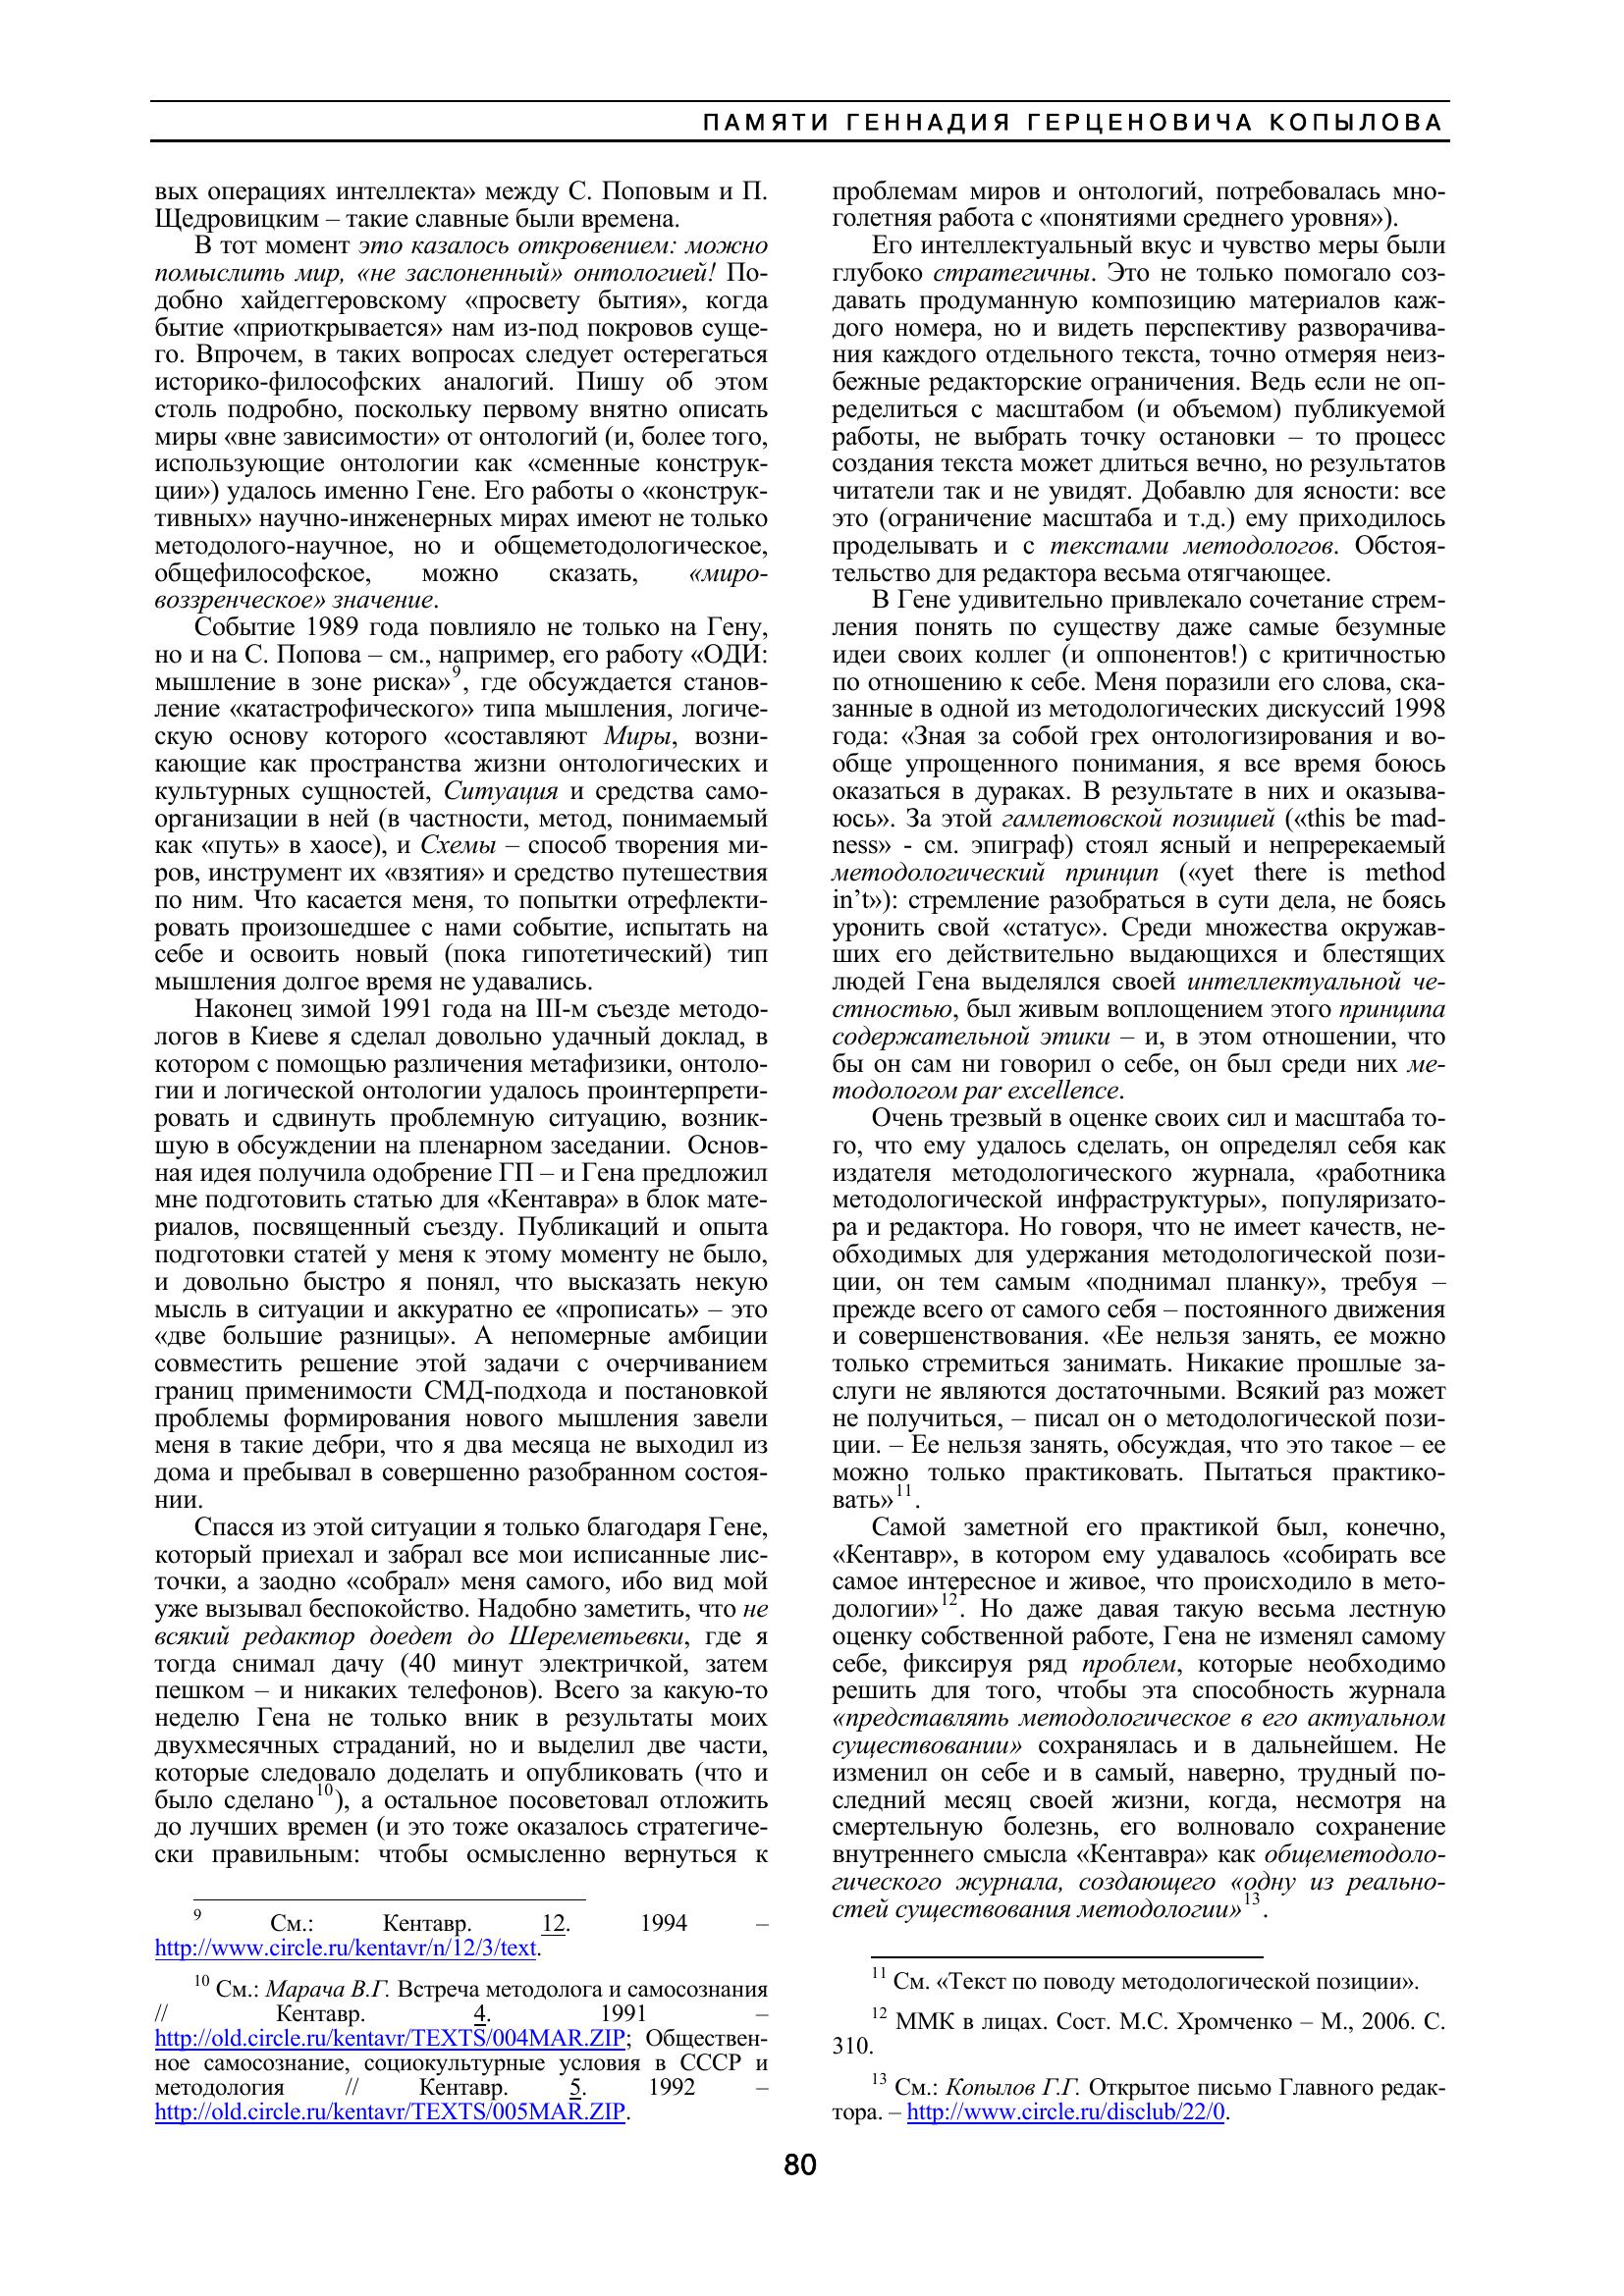 ПАМЯТИ ГЕННАДИЯ ГЕРЦЕНОВИЧА КОПЫЛОВА
вых операциях интеллекта» между С. Поповым и П.
Щедровицким – такие славные были времена.
В тот момент это казалось откровением: можно
помыслить мир, «не заслоненный» онтологией! По-
добно хайдеггеровскому «просвету бытия», когда
бытие «приоткрывается» нам из-под покровов суще-
го. Впрочем, в таких вопросах следует остерегаться
историко-философских аналогий. Пишу об этом
столь подробно, поскольку первому внятно описать
миры «вне зависимости» от онтологий (и, более того,
использующие онтологии как «сменные конструк-
ции») удалось именно Гене. Его работы о «конструк-
тивных» научно-инженерных мирах имеют не только
методолого-научное, но и общеметодологическое,
общефилософское, можно сказать, «миро-
воззренческое» значение.
Событие 1989 года повлияло не только на Гену,
но и на С. Попова – см., например, его работу «ОДИ:
мышление в зоне риска»9, где обсуждается станов-
ление «катастрофического» типа мышления, логиче-
скую основу которого «составляют Миры, возни-
кающие как пространства жизни онтологических и
культурных сущностей, Ситуация и средства само-
организации в ней (в частности, метод, понимаемый
как «путь» в хаосе), и Схемы – способ творения ми-
ров, инструмент их «взятия» и средство путешествия
по ним. Что касается меня, то попытки отрефлекти-
ровать произошедшее с нами событие, испытать на
себе и освоить новый (пока гипотетический) тип
мышления долгое время не удавались.
Наконец зимой 1991 года на III-м съезде методо-
логов в Киеве я сделал довольно удачный доклад, в
котором с помощью различения метафизики, онтоло-
гии и логической онтологии удалось проинтерпрети-
ровать и сдвинуть проблемную ситуацию, возник-
шую в обсуждении на пленарном заседании. Основ-
ная идея получила одобрение ГП – и Гена предложил
мне подготовить статью для «Кентавра» в блок мате-
риалов, посвященный съезду. Публикаций и опыта
подготовки статей у меня к этому моменту не было,
и довольно быстро я понял, что высказать некую
мысль в ситуации и аккуратно ее «прописать» – это
«две большие разницы». А непомерные амбиции
совместить решение этой задачи с очерчиванием
границ применимости СМД-подхода и постановкой
проблемы формирования нового мышления завели
меня в такие дебри, что я два месяца не выходил из
дома и пребывал в совершенно разобранном состоя-
нии.
Спасся из этой ситуации я только благодаря Гене,
который приехал и забрал все мои исписанные лис-
точки, а заодно «собрал» меня самого, ибо вид мой
уже вызывал беспокойство. Надобно заметить, что не
всякий редактор доедет до Шереметьевки, где я
тогда снимал дачу (40 минут электричкой, затем
пешком – и никаких телефонов). Всего за какую-то
неделю Гена не только вник в результаты моих
двухмесячных страданий, но и выделил две части,
которые следовало доделать и опубликовать (что и
было сделано10), а остальное посоветовал отложить
до лучших времен (и это тоже оказалось стратегиче-
ски правильным: чтобы осмысленно вернуться к
9 См.: Кентавр. 12. 1994 –
http://www.circle.ru/kentavr/n/12/3/text.
10 См.: Марача В.Г. Встреча методолога и самосознания
// Кентавр. 4. 1991 –
http://old.circle.ru/kentavr/TEXTS/004MAR.ZIP; Обществен-
ное самосознание, социокультурные условия в СССР и
методология // Кентавр. 5. 1992 –
http://old.circle.ru/kentavr/TEXTS/005MAR.ZIP.
проблемам миров и онтологий, потребовалась мно-
голетняя работа с «понятиями среднего уровня»).
Его интеллектуальный вкус и чувство меры были
глубоко стратегичны. Это не только помогало соз-
давать продуманную композицию материалов каж-
дого номера, но и видеть перспективу разворачива-
ния каждого отдельного текста, точно отмеряя неиз-
бежные редакторские ограничения. Ведь если не оп-
ределиться с масштабом (и объемом) публикуемой
работы, не выбрать точку остановки – то процесс
создания текста может длиться вечно, но результатов
читатели так и не увидят. Добавлю для ясности: все
это (ограничение масштаба и т.д.) ему приходилось
проделывать и с текстами методологов. Обстоя-
тельство для редактора весьма отягчающее.
В Гене удивительно привлекало сочетание стрем-
ления понять по существу даже самые безумные
идеи своих коллег (и оппонентов!) с критичностью
по отношению к себе. Меня поразили его слова, ска-
занные в одной из методологических дискуссий 1998
года: «Зная за собой грех онтологизирования и во-
обще упрощенного понимания, я все время боюсь
оказаться в дураках. В результате в них и оказыва-
юсь». За этой гамлетовской позицией («this be mad-
ness» - см. эпиграф) стоял ясный и непререкаемый
методологический принцип («yet there is method
in’t»): стремление разобраться в сути дела, не боясь
уронить свой «статус». Среди множества окружав-
ших его действительно выдающихся и блестящих
людей Гена выделялся своей интеллектуальной че-
стностью, был живым воплощением этого принципа
содержательной этики – и, в этом отношении, что
бы он сам ни говорил о себе, он был среди них ме-
тодологом par excellence.
Очень трезвый в оценке своих сил и масштаба то-
го, что ему удалось сделать, он определял себя как
издателя методологического журнала, «работника
методологической инфраструктуры», популяризато-
ра и редактора. Но говоря, что не имеет качеств, не-
обходимых для удержания методологической пози-
ции, он тем самым «поднимал планку», требуя –
прежде всего от самого себя – постоянного движения
и совершенствования. «Ее нельзя занять, ее можно
только стремиться занимать. Никакие прошлые за-
слуги не являются достаточными. Всякий раз может
не получиться, – писал он о методологической пози-
ции. – Ее нельзя занять, обсуждая, что это такое – ее
можно только практиковать. Пытаться практико-
вать»11.
Самой заметной его практикой был, конечно,
«Кентавр», в котором ему удавалось «собирать все
самое интересное и живое, что происходило в мето-
дологии»12. Но даже давая такую весьма лестную
оценку собственной работе, Гена не изменял самому
себе, фиксируя ряд проблем, которые необходимо
решить для того, чтобы эта способность журнала
«представлять методологическое в его актуальном
существовании» сохранялась и в дальнейшем. Не
изменил он себе и в самый, наверно, трудный по-
следний месяц своей жизни, когда, несмотря на
смертельную болезнь, его волновало сохранение
внутреннего смысла «Кентавра» как общеметодоло-
гического журнала, создающего «одну из реально-
стей существования методологии»13.
11 См. «Текст по поводу методологической позиции».
12 ММК в лицах. Сост. М.С. Хромченко – М., 2006. С.
310.
13 См.: Копылов Г.Г. Открытое письмо Главного редак-
тора. – http://www.circle.ru/disclub/22/0.
80